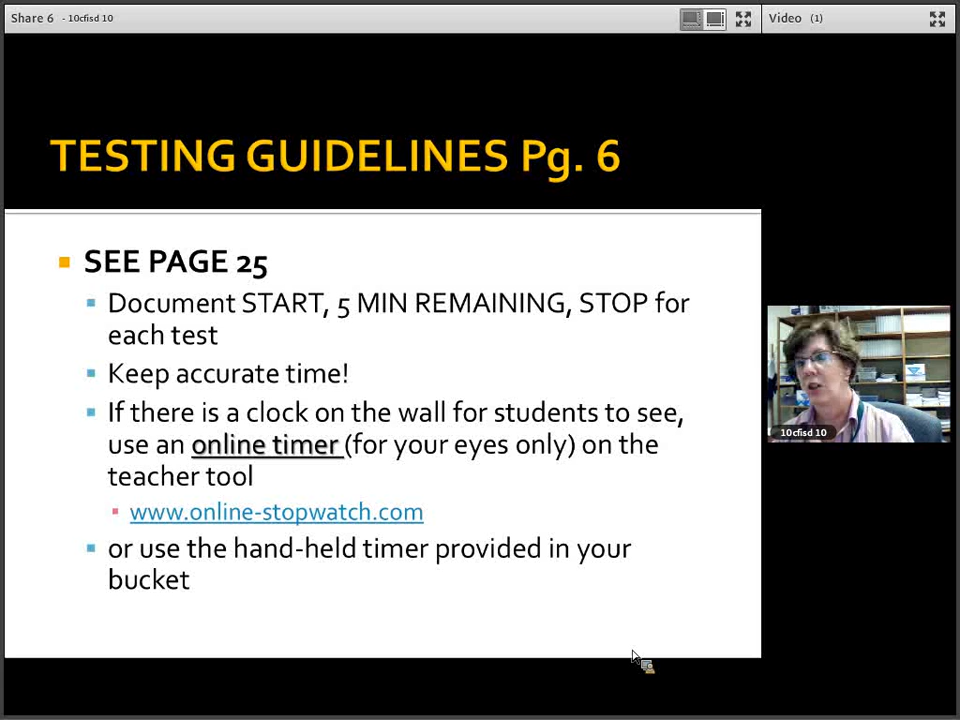 Share 6 - 10cfisd 10
Video (1)
TESTING GUIDELINES Pg. 6
SEE PAGE 25
Document START, 5 MIN REMAINING, STOP for
each test
Keep accurate time!
If there is a clock on the wall for students to see,
use an online timer (for your eyes only) on the
teacher tool
www.online-stopwatch.com
or use the hand-held timer provided in your
bucket
10cfisd 10